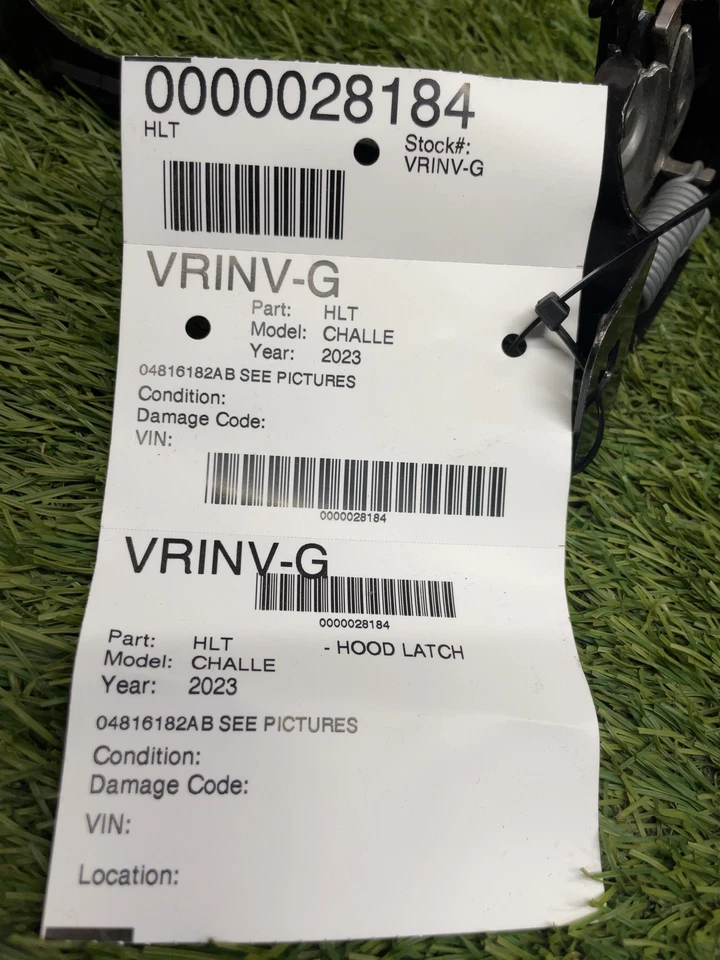 0000028184
HLT
Stock#:
VRINV-G
VRINV-G
Part: HLT
Model: CHALLE
Year: 2023
04816182AB SEE PICTURES
Condition:
Damage Code:
VIN:
0000028184
VRINV-G
0000028184
Part: HLT - HOOD LATCH
Model: CHALLE
Year: 2023
04816182AB SEE PICTURES
Condition:
Damage Code:
VIN:
Location: